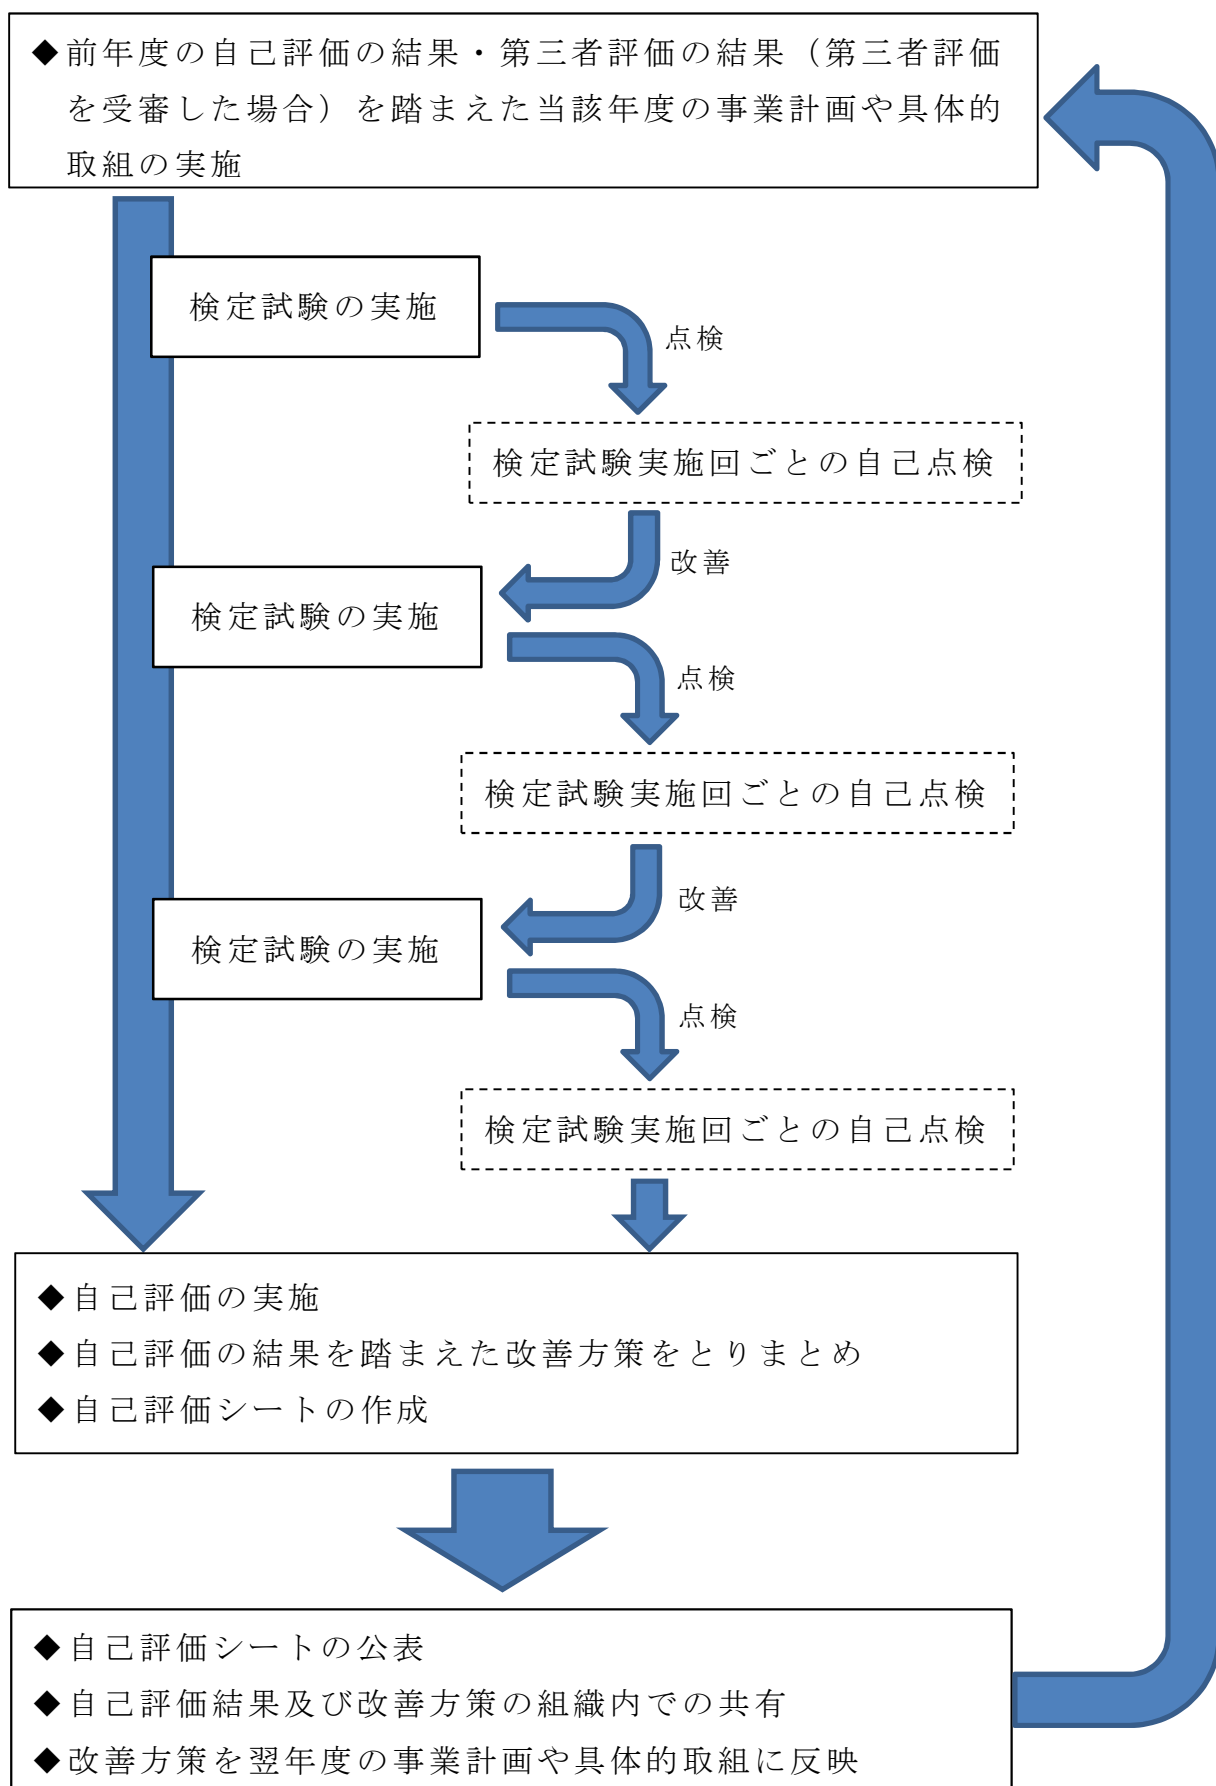 ◆前年度の自己評価の結果・第三者評価の結果（第三者評価
を受審した場合）を踏まえた当該年度の事業計画や具体的
取組の実施
検定試験の実施
点検
検定試験実施回ごとの自己点検
改善
検定試験の実施
点検
検定試験実施回ごとの自己点検
改善
検定試験の実施
点検
検定試験実施回ごとの自己点検
◆自己評価の実施
◆自己評価の結果を踏まえた改善方策をとりまとめ
◆自己評価シートの作成
◆自己評価シートの公表
◆自己評価結果及び改善方策の組織内での共有
◆改善方策を翌年度の事業計画や具体的取組に反映